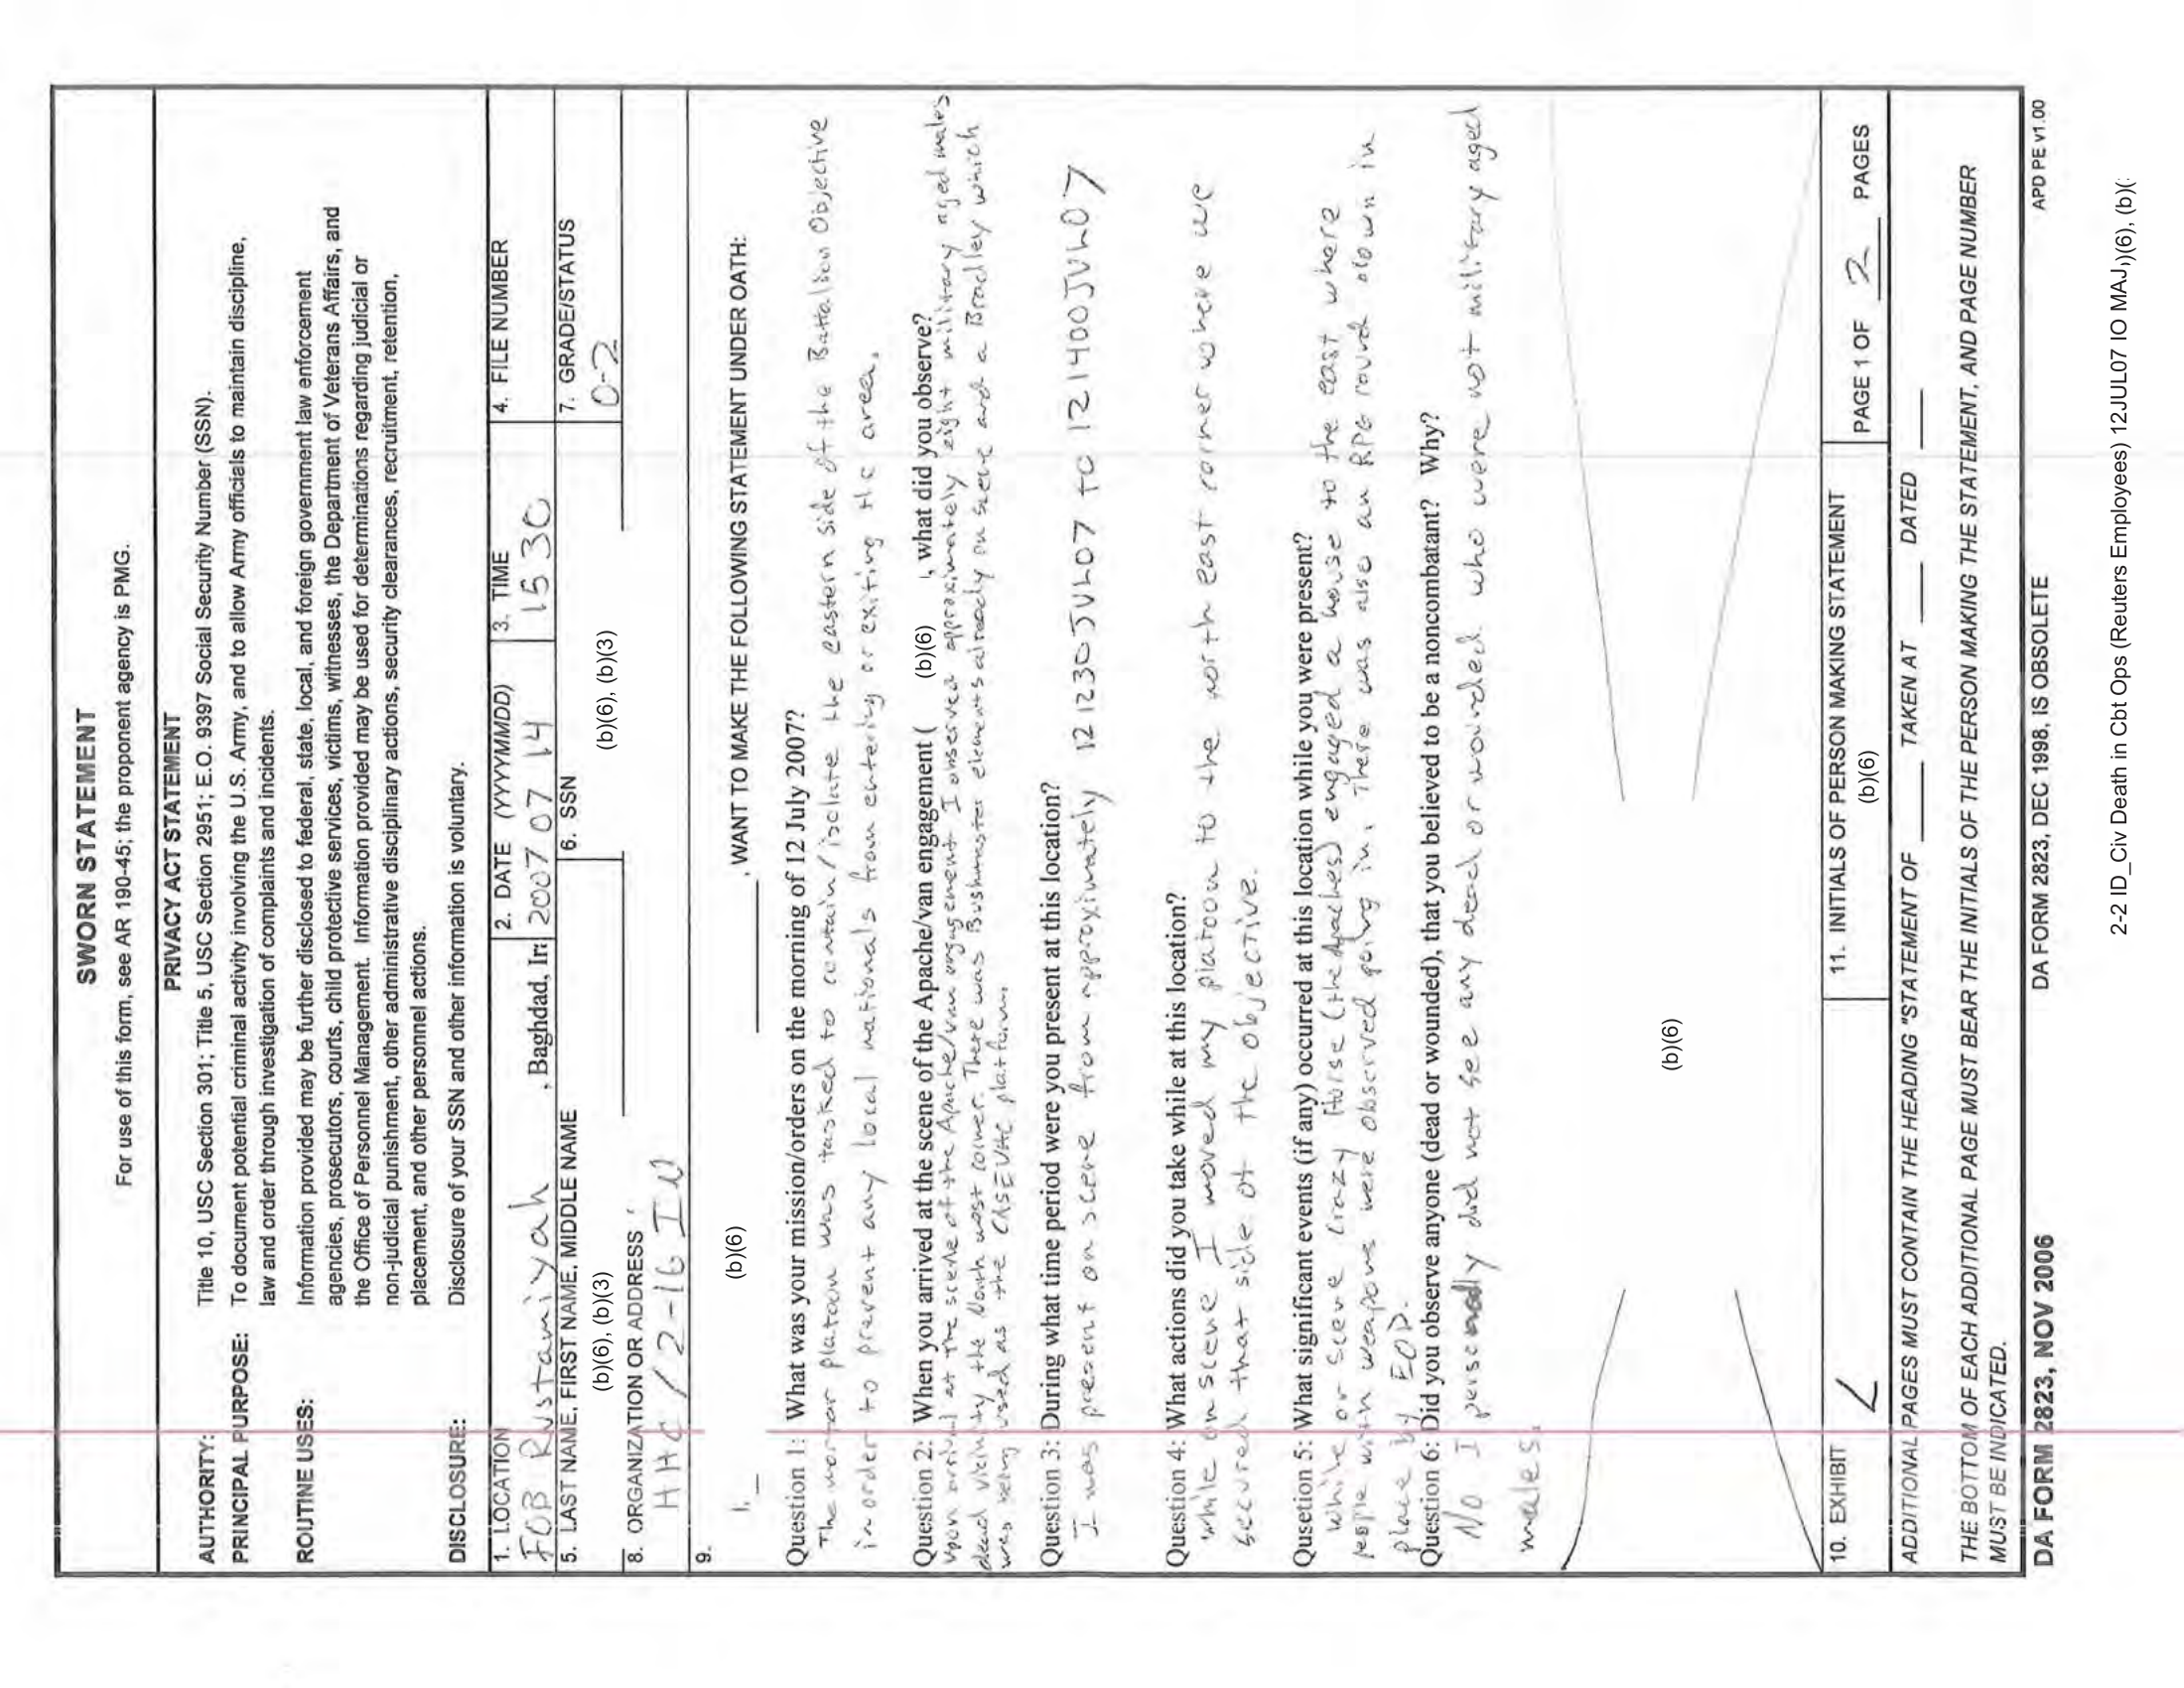 SWORN STATEMENT
For use of this form, see AR 190-45; the proponent agency is PMG.
PRIVACY ACT STATEMENT
AUTHORITY: Title 10, USC Section 301; Title 5, USC Section 2951; E.O. 9397 Social Security Number (SSN).
PRINCIPAL PURPOSE: To document potential criminal activity involving the U.S. Army, and to allow Army officials to maintain discipline,
law and order through investigation of complaints and incidents.
ROUTINE USES: Information provided may be further disclosed to federal, state, local, and foreign government law enforcement
agencies, prosecutors, courts, child protective services, victims, witnesses, the Department of Veterans Affairs, and
the Office of Personnel Management. Information provided may be used for determinations regarding judicial or
non-judicial punishment, other administrative disciplinary actions, security clearances, recruitment, retention,
placement, and other personnel actions.
DISCLOSURE: Disclosure of your SSN and other information is voluntary.
1. LOCATION 2. DATE (YYYYMMDD) 3. TIME 4. FILE NUMBER
FOB Rustamiyah , Baghdad, Ir 2007 07 14 1530
5. LAST NAME, FIRST NAME, MIDDLE NAME 6. SSN 7. GRADE/STATUS
(b)(6), (b)(3) (b)(6), (b)(3) O-2
8. ORGANIZATION OR ADDRESS
HHC / 2-16 IN
9.
I, (b)(6) , WANT TO MAKE THE FOLLOWING STATEMENT UNDER OATH:
Question 1: What was your mission/orders on the morning of 12 July 2007?
The mortar platoon was tasked to contain/isolate the eastern side of the Battalion Objective
in order to prevent any local nationals from entering or exiting the area.
Question 2: When you arrived at the scene of the Apache/van engagement ( (b)(6) , what did you observe?
Upon arrival at the scene of the Apache/van engagement I observed approximately eight military aged males
dead vicinity the North west corner. There was Bushmaster elements already on scene and a Bradley which
was being used as the CASEVAC platform.
Question 3: During what time period were you present at this location?
I was present on scene from approximately 121230JUL07 to 121400JUL07
Question 4: What actions did you take while at this location?
While on scene I moved my platoon to the north east corner where we
secured that side of the objective.
Qusetion 5: What significant events (if any) occurred at this location while you were present?
While on scene Crazy Horse (the Apaches) engaged a house to the east where
people with weapons were observed going in. There was also an RPG round blown in
place by EOD.
Question 6: Did you observe anyone (dead or wounded), that you believed to be a noncombatant? Why?
No I personally did not see any dead or wounded who were not military aged
males.
(b)(6)
10. EXHIBIT 11. INITIALS OF PERSON MAKING STATEMENT
(b)(6) PAGE 1 OF 2 PAGES
ADDITIONAL PAGES MUST CONTAIN THE HEADING "STATEMENT OF ____ TAKEN AT ____ DATED ____
THE BOTTOM OF EACH ADDITIONAL PAGE MUST BEAR THE INITIALS OF THE PERSON MAKING THE STATEMENT, AND PAGE NUMBER
MUST BE INDICATED.
DA FORM 2823, NOV 2006 DA FORM 2823, DEC 1998, IS OBSOLETE APD PE v1.00
2-2 ID_Civ Death in Cbt Ops (Reuters Employees) 12JUL07 IO MAJ,)(6), (b)(